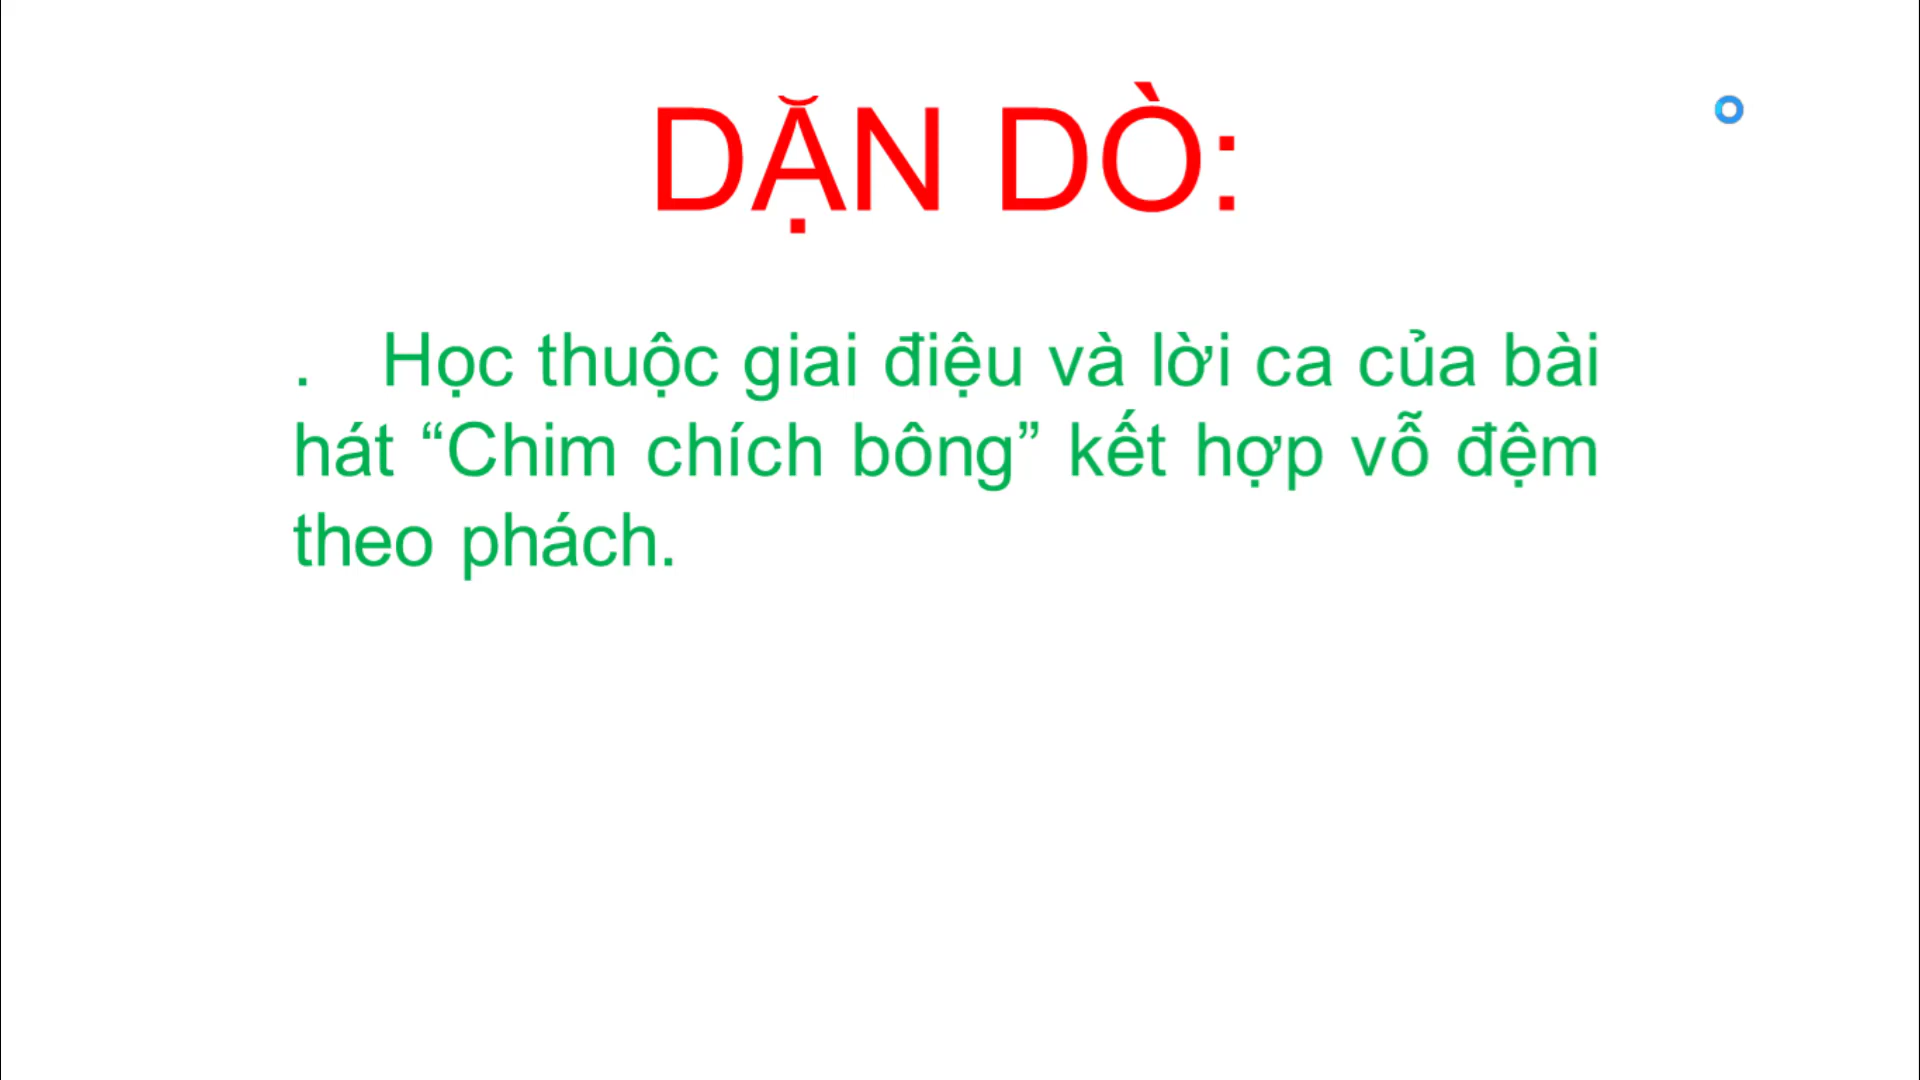 DẶN DÒ:
. Học thuộc giai điệu và lời ca của bài
hát “Chim chích bông” kết hợp vỗ đệm
theo phách.